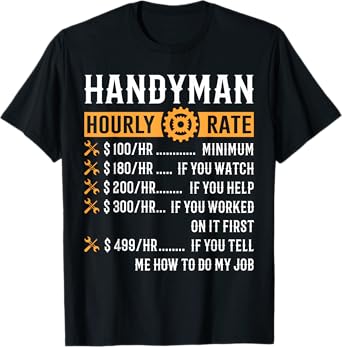 HANDYMAN
HOURLY RATE
$100/HR ............ MINIMUM
$180/HR ..... IF YOU WATCH
$200/HR........ IF YOU HELP
$300/HR... IF YOU WORKED
ON IT FIRST
$499/HR........ IF YOU TELL
ME HOW TO DO MY JOB